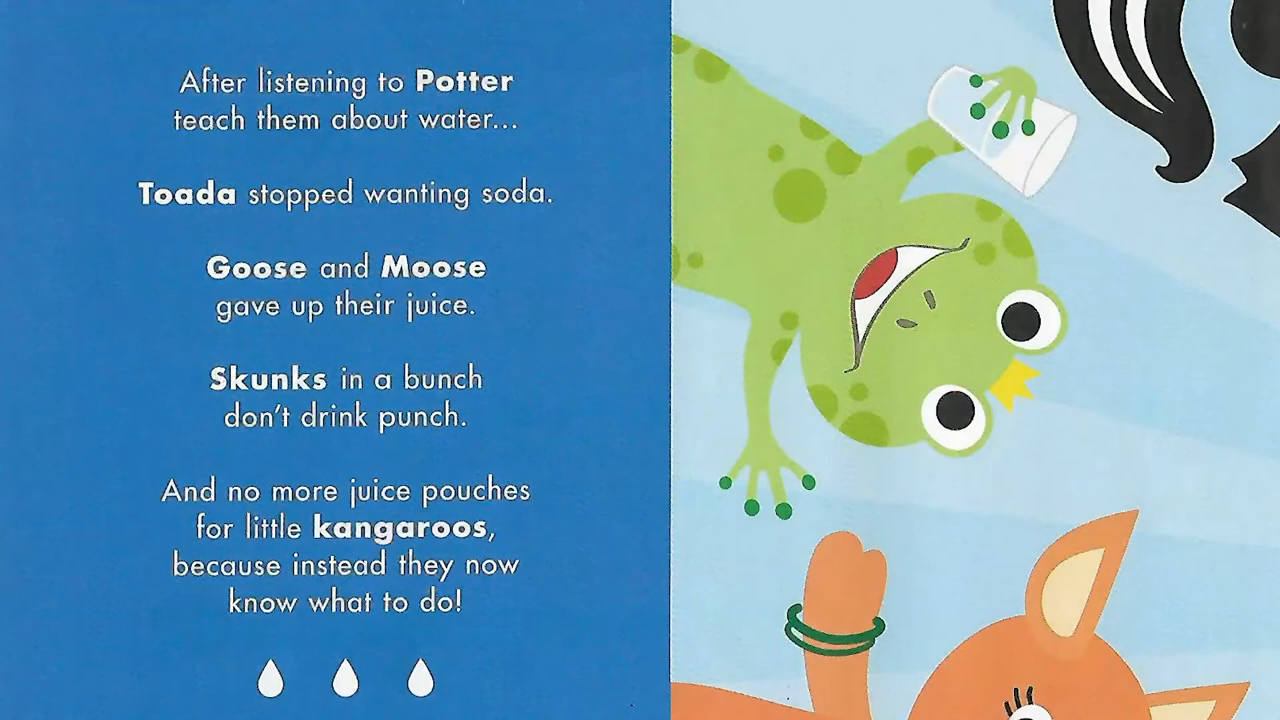 After listening to Potter
teach them about water...
Toada stopped wanting soda.
Goose and Moose
gave up their juice.
Skunks in a bunch
don't drink punch.
And no more juice pouches
for little kangaroos,
because instead they now
know what to do!